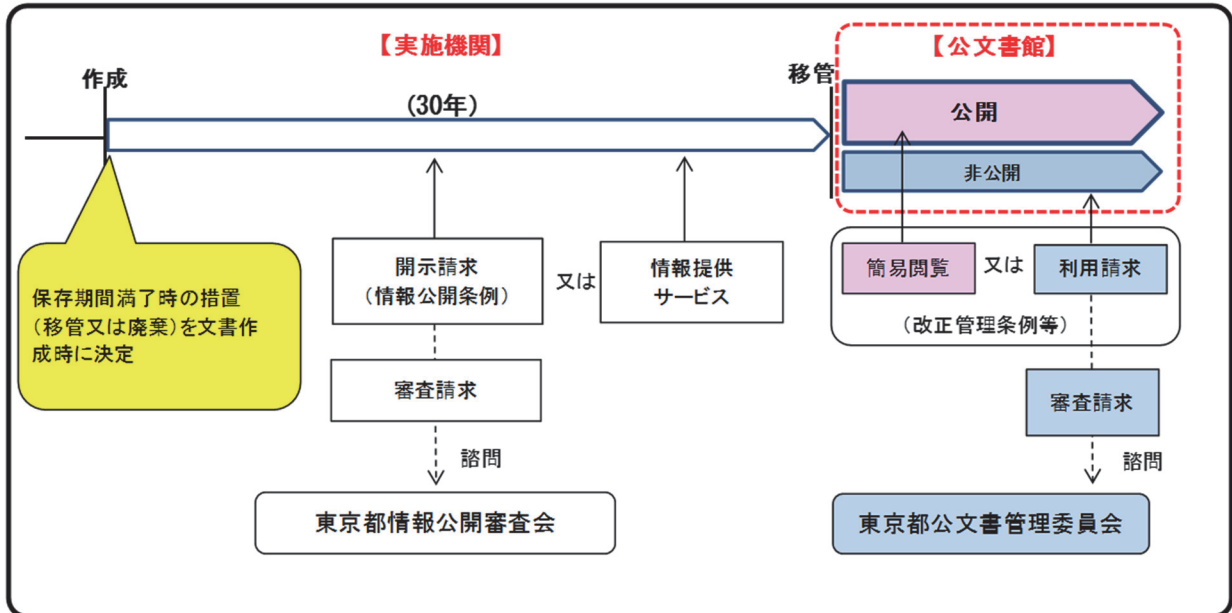 【実施機関】
【公文書館】
作成
移管
(30年)
公開
非公開
保存期間満了時の措置
(移管又は廃棄)を文書作
成時に決定
開示請求
(情報公開条例)
又は
情報提供
サービス
簡易閲覧
又は
利用請求
(改正管理条例等)
審査請求
審査請求
諮問
諮問
東京都情報公開審査会
東京都公文書管理委員会